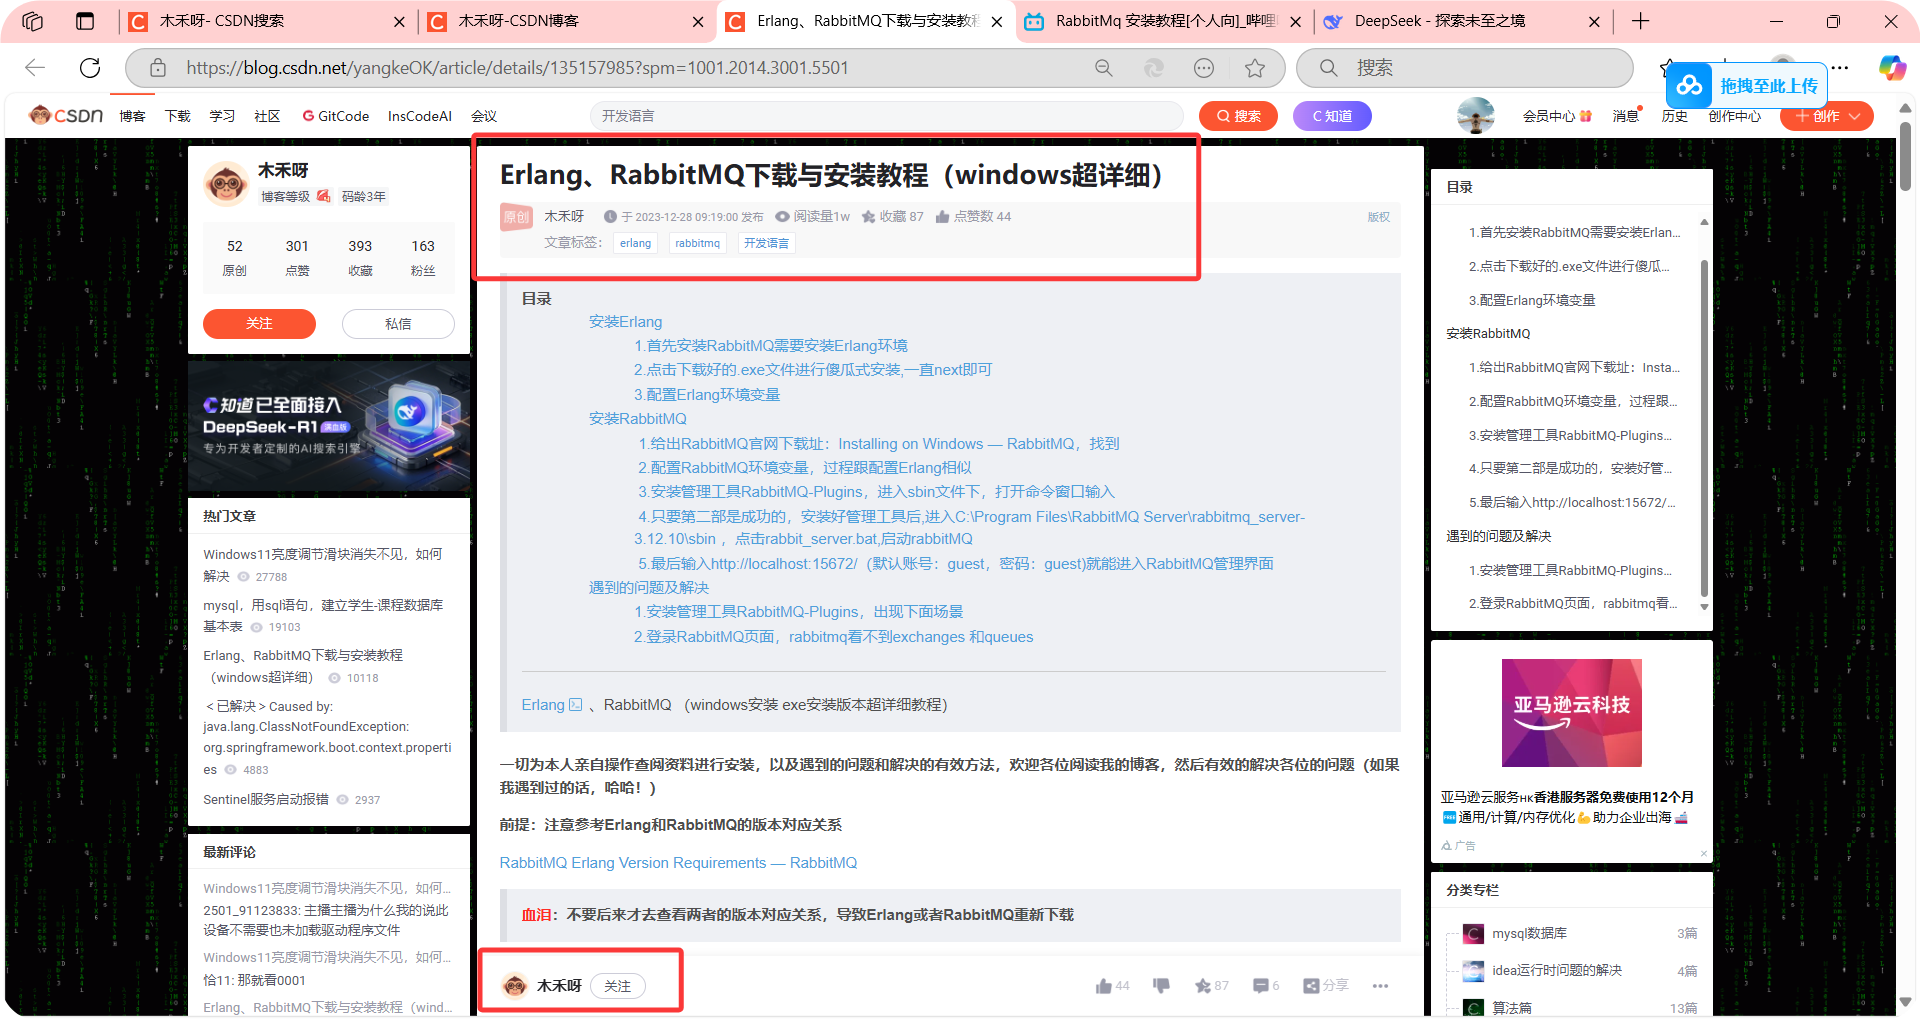 木禾呀- CSDN搜索
木禾呀-CSDN博客
Erlang、RabbitMQ下载与安装教程
RabbitMq 安装教程[个人向]_哔哩
DeepSeek - 探索未至之境
https://blog.csdn.net/yangkeOK/article/details/135157985?spm=1001.2014.3001.5501
搜索
拖拽至此上传
CSDN
博客
下载
学习
社区
GitCode
InsCodeAI
会议
开发语言
搜索
C 知道
会员中心
消息
历史
创作中心
创作
木禾呀
博客等级
码龄3年
52
301
393
163
原创
点赞
收藏
粉丝
关注
私信
C知道已全面接入
DeepSeek-R1 满血版
专为开发者定制的AI搜索引擎
热门文章
Windows11亮度调节滑块消失不见，如何
解决 27788
mysql，用sql语句，建立学生-课程数据库
基本表 19103
Erlang、RabbitMQ下载与安装教程
（windows超详细） 10118
＜已解决＞Caused by:
java.lang.ClassNotFoundException:
org.springframework.boot.context.properti
es 4883
Sentinel服务启动报错 2937
最新评论
Windows11亮度调节滑块消失不见，如何...
2501_91123833: 主播主播为什么我的说此
设备不需要也未加载驱动程序文件
Windows11亮度调节滑块消失不见，如何...
恰11: 那就看0001
Erlang、RabbitMQ下载与安装教程（wind...
Erlang、RabbitMQ下载与安装教程（windows超详细）
原创
木禾呀
于 2023-12-28 09:19:00 发布
阅读量1w
收藏 87
点赞数 44
版权
文章标签：
erlang
rabbitmq
开发语言
目录
安装Erlang
1.首先安装RabbitMQ需要安装Erlang环境
2.点击下载好的.exe文件进行傻瓜式安装,一直next即可
3.配置Erlang环境变量
安装RabbitMQ
1.给出RabbitMQ官网下载址：Installing on Windows — RabbitMQ，找到
2.配置RabbitMQ环境变量，过程跟配置Erlang相似
3.安装管理工具RabbitMQ-Plugins，进入sbin文件下，打开命令窗口输入
4.只要第二部是成功的，安装好管理工具后,进入C:\Program Files\RabbitMQ Server\rabbitmq_server-
3.12.10\sbin ，点击rabbit_server.bat,启动rabbitMQ
5.最后输入http://localhost:15672/（默认账号：guest，密码：guest)就能进入RabbitMQ管理界面
遇到的问题及解决
1.安装管理工具RabbitMQ-Plugins，出现下面场景
2.登录RabbitMQ页面，rabbitmq看不到exchanges 和queues
Erlang 、RabbitMQ （windows安装 exe安装版本超详细教程）
一切为本人亲自操作查阅资料进行安装，以及遇到的问题和解决的有效方法，欢迎各位阅读我的博客，然后有效的解决各位的问题（如果
我遇到过的话，哈哈！）
前提：注意参考Erlang和RabbitMQ的版本对应关系
RabbitMQ Erlang Version Requirements — RabbitMQ
血泪：不要后来才去查看两者的版本对应关系，导致Erlang或者RabbitMQ重新下载
木禾呀
关注
44
87
6
分享
目录
1.首先安装RabbitMQ需要安装Erlan...
2.点击下载好的.exe文件进行傻瓜...
3.配置Erlang环境变量
安装RabbitMQ
1.给出RabbitMQ官网下载址：Insta...
2.配置RabbitMQ环境变量，过程跟...
3.安装管理工具RabbitMQ-Plugins...
4.只要第二部是成功的，安装好管...
5.最后输入http://localhost:15672/...
遇到的问题及解决
1.安装管理工具RabbitMQ-Plugins...
2.登录RabbitMQ页面，rabbitmq看...
亚马逊云科技
亚马逊云服务HK香港服务器免费使用12个月
FREE通用/计算/内存优化 助力企业出海
广告
分类专栏
mysql数据库 3篇
idea运行时问题的解决 4篇
算法篇 13篇